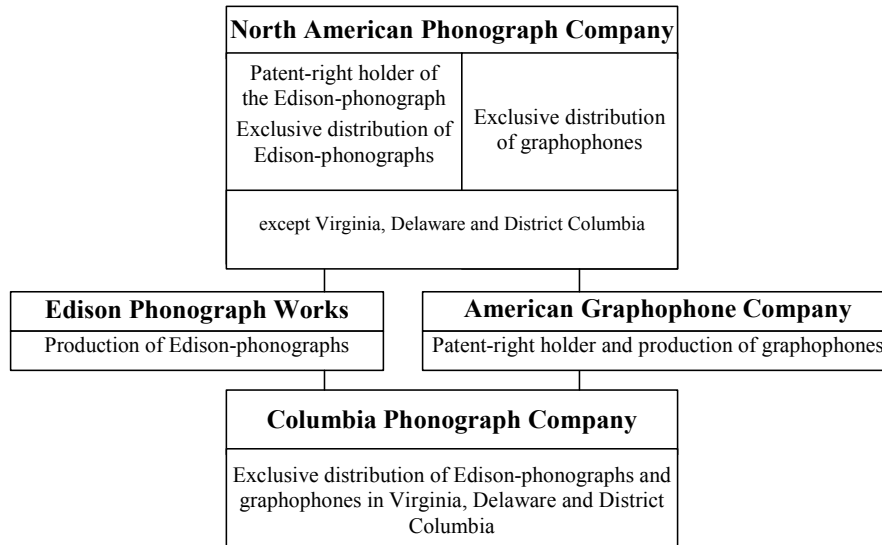 North American Phonograph Company
Patent-right holder of
the Edison-phonograph
Exclusive distribution of
Edison-phonographs
Exclusive distribution
of graphophones
except Virginia, Delaware and District Columbia
Edison Phonograph Works
Production of Edison-phonographs
American Graphophone Company
Patent-right holder and production of graphophones
Columbia Phonograph Company
Exclusive distribution of Edison-phonographs and
graphophones in Virginia, Delaware and District
Columbia